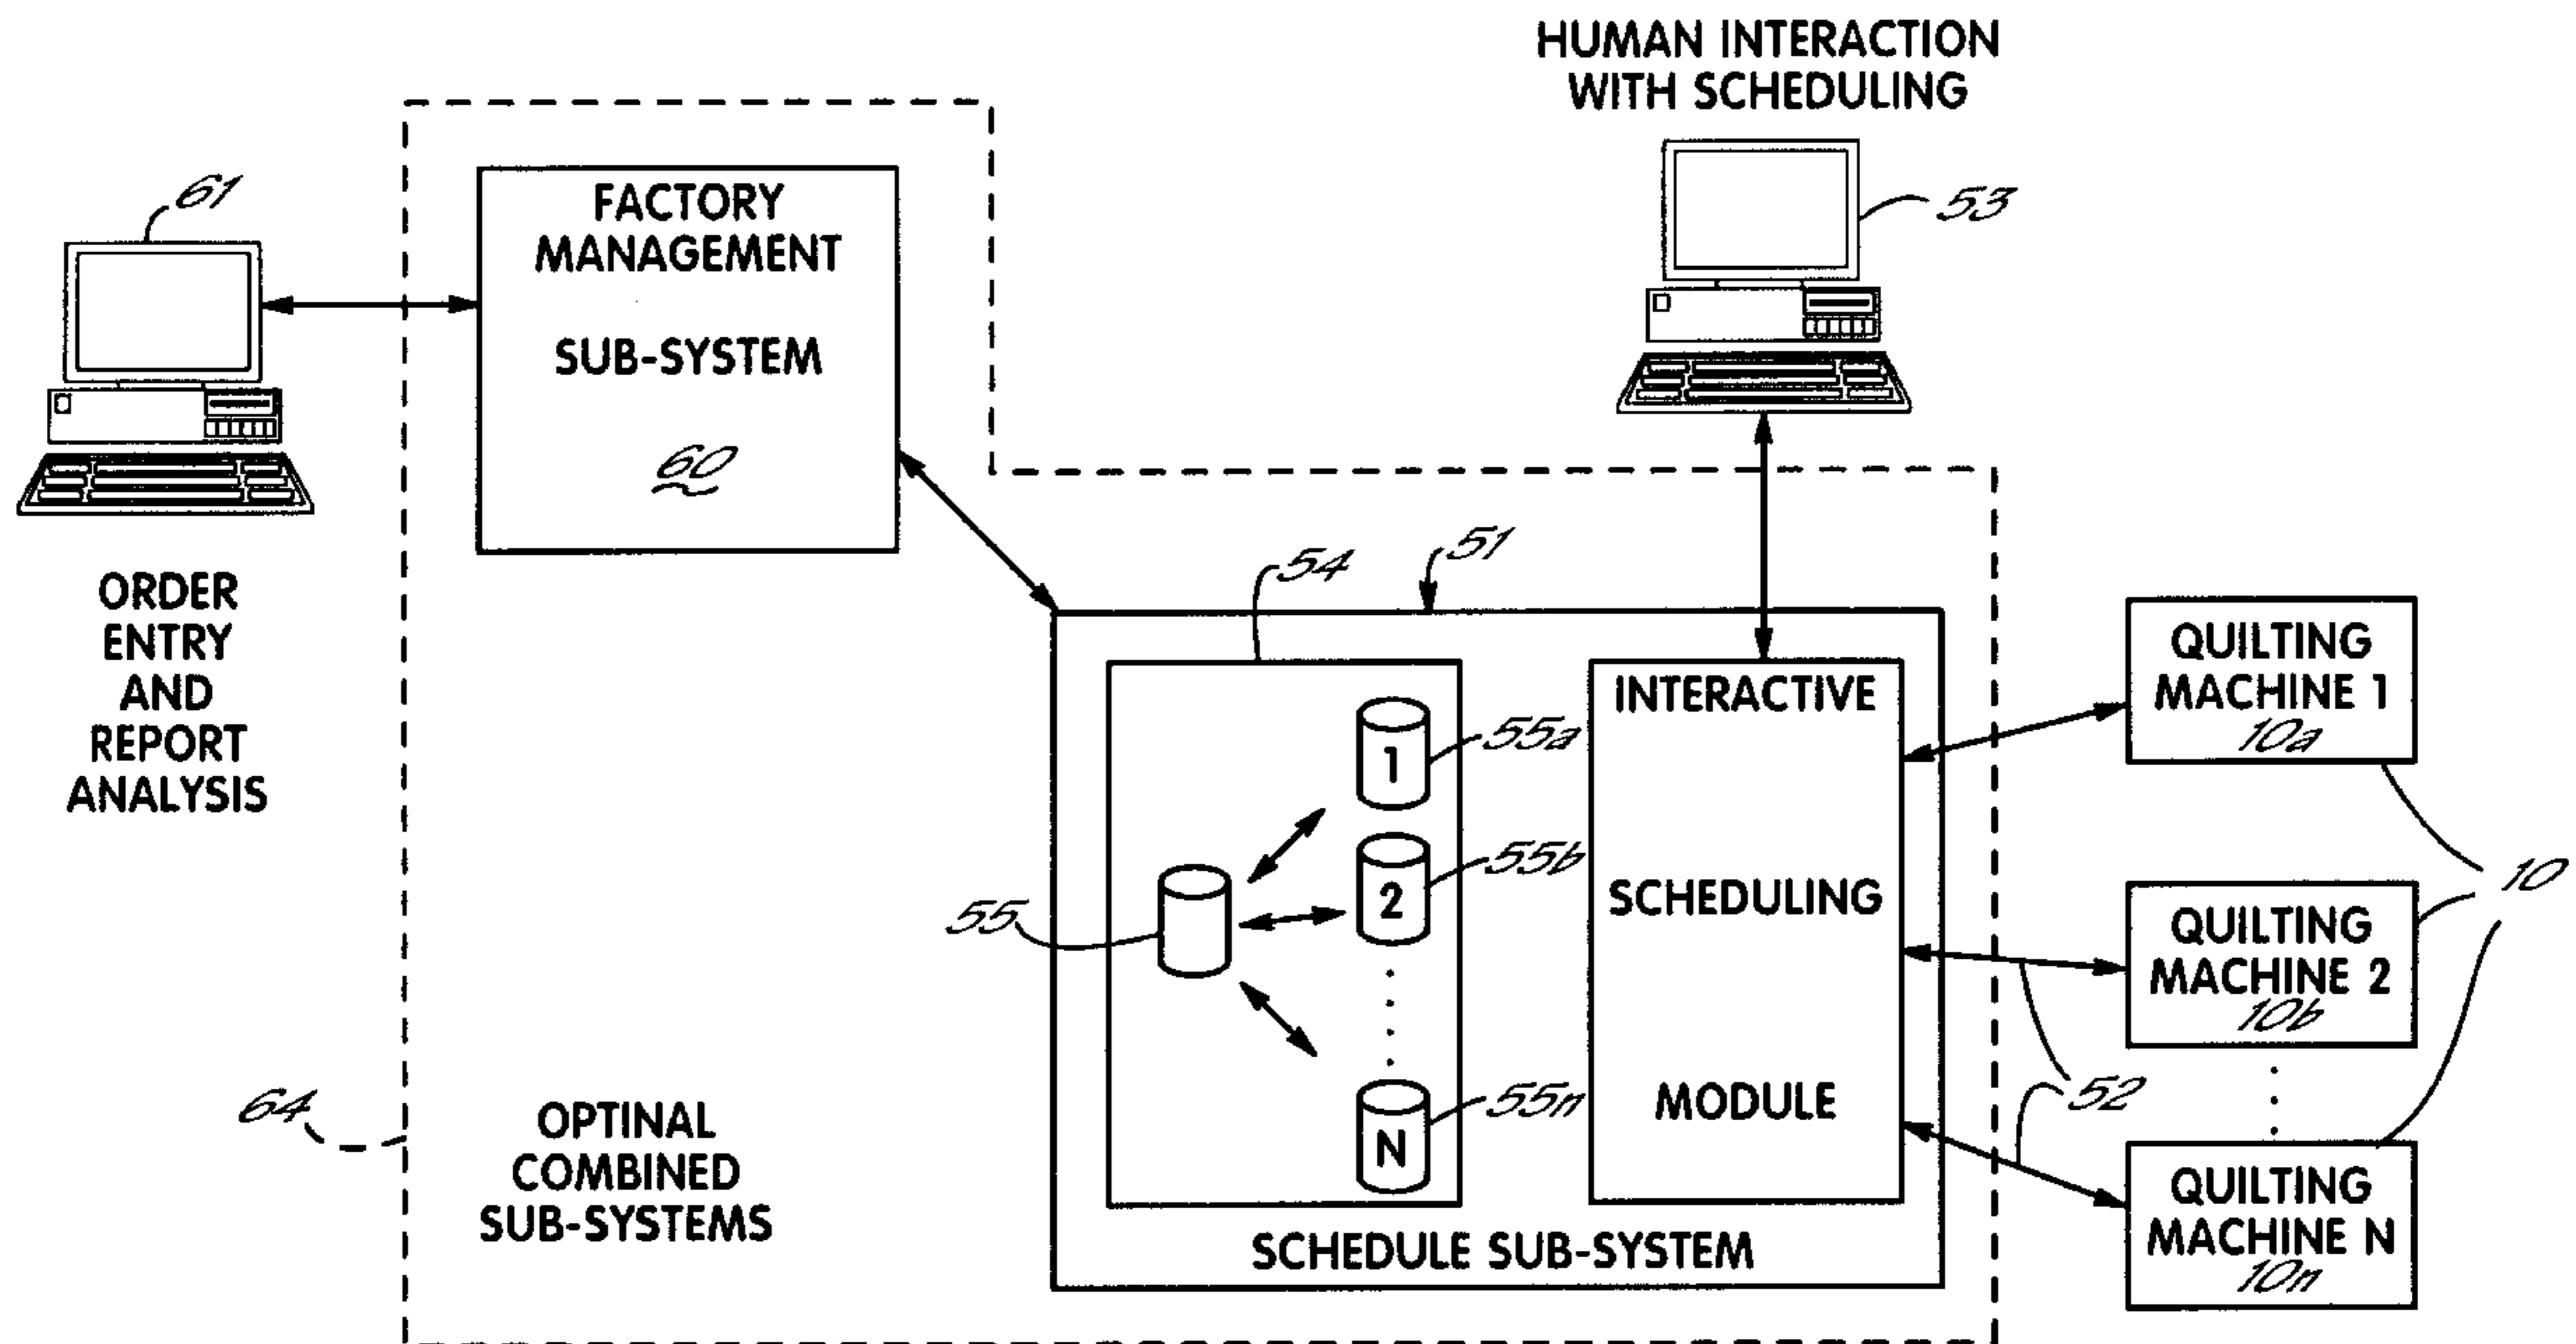 HUMAN INTERACTION
WITH SCHEDULING
53
61
FACTORY
MANAGEMENT
SUB-SYSTEM
60
ORDER
ENTRY
AND
REPORT
ANALYSIS
64
OPTINAL
COMBINED
SUB-SYSTEMS
51
54
55
1
55a
2
55b
N
55n
INTERACTIVE
SCHEDULING
MODULE
SCHEDULE SUB-SYSTEM
52
QUILTING
MACHINE 1
10a
10
QUILTING
MACHINE 2
10b
QUILTING
MACHINE N
10n